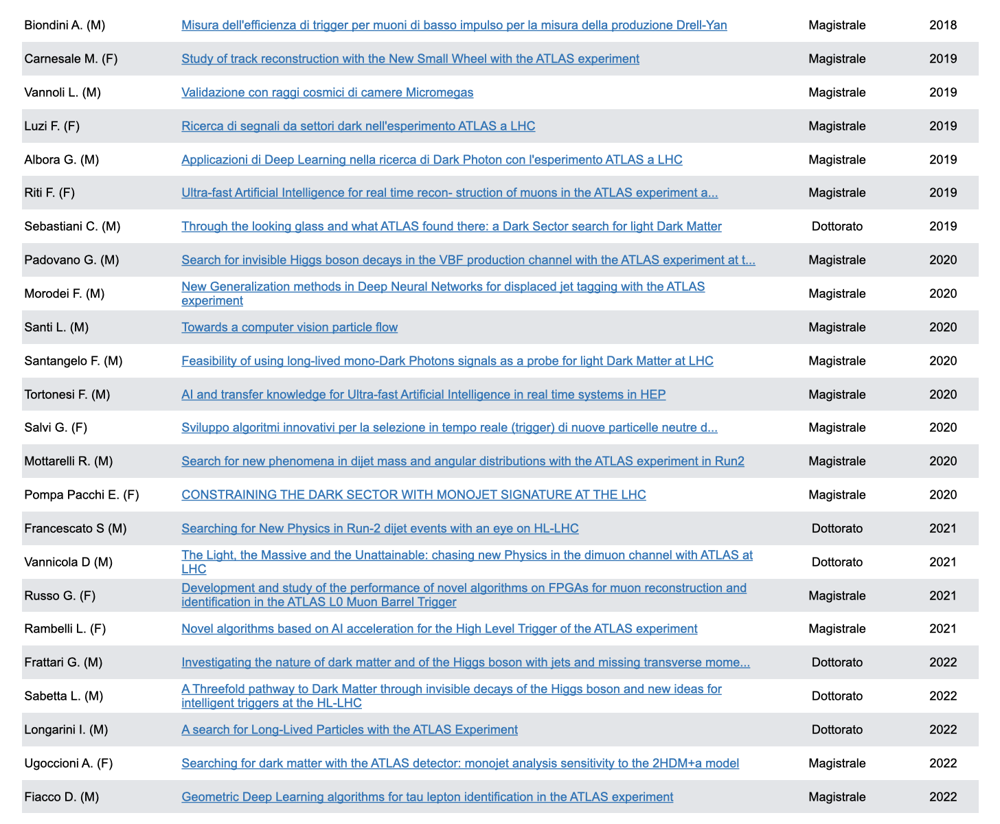 Biondini A. (M) Misura dell'efficienza di trigger per muoni di basso impulso per la misura della produzione Drell-Yan Magistrale 2018
Carnesale M. (F) Study of track reconstruction with the New Small Wheel with the ATLAS experiment Magistrale 2019
Vannoli L. (M) Validazione con raggi cosmici di camere Micromegas Magistrale 2019
Luzi F. (F) Ricerca di segnali da settori dark nell'esperimento ATLAS a LHC Magistrale 2019
Albora G. (M) Applicazioni di Deep Learning nella ricerca di Dark Photon con l'esperimento ATLAS a LHC Magistrale 2019
Riti F. (F) Ultra-fast Artificial Intelligence for real time recon- struction of muons in the ATLAS experiment a... Magistrale 2019
Sebastiani C. (M) Through the looking glass and what ATLAS found there: a Dark Sector search for light Dark Matter Dottorato 2019
Padovano G. (M) Search for invisible Higgs boson decays in the VBF production channel with the ATLAS experiment at t... Magistrale 2020
Morodei F. (M) New Generalization methods in Deep Neural Networks for displaced jet tagging with the ATLAS
experiment Magistrale 2020
Santi L. (M) Towards a computer vision particle flow Magistrale 2020
Santangelo F. (M) Feasibility of using long-lived mono-Dark Photons signals as a probe for light Dark Matter at LHC Magistrale 2020
Tortonesi F. (M) AI and transfer knowledge for Ultra-fast Artificial Intelligence in real time systems in HEP Magistrale 2020
Salvi G. (F) Sviluppo algoritmi innovativi per la selezione in tempo reale (trigger) di nuove particelle neutre d... Magistrale 2020
Mottarelli R. (M) Search for new phenomena in dijet mass and angular distributions with the ATLAS experiment in Run2 Magistrale 2020
Pompa Pacchi E. (F) CONSTRAINING THE DARK SECTOR WITH MONOJET SIGNATURE AT THE LHC Magistrale 2020
Francescato S (M) Searching for New Physics in Run-2 dijet events with an eye on HL-LHC Dottorato 2021
Vannicola D (M) The Light, the Massive and the Unattainable: chasing new Physics in the dimuon channel with ATLAS at
LHC Dottorato 2021
Russo G. (F) Development and study of the performance of novel algorithms on FPGAs for muon reconstruction and
identification in the ATLAS L0 Muon Barrel Trigger Magistrale 2021
Rambelli L. (F) Novel algorithms based on AI acceleration for the High Level Trigger of the ATLAS experiment Magistrale 2021
Frattari G. (M) Investigating the nature of dark matter and of the Higgs boson with jets and missing transverse mome... Dottorato 2022
Sabetta L. (M) A Threefold pathway to Dark Matter through invisible decays of the Higgs boson and new ideas for
intelligent triggers at the HL-LHC Dottorato 2022
Longarini I. (M) A search for Long-Lived Particles with the ATLAS Experiment Dottorato 2022
Ugoccioni A. (F) Searching for dark matter with the ATLAS detector: monojet analysis sensitivity to the 2HDM+a model Magistrale 2022
Fiacco D. (M) Geometric Deep Learning algorithms for tau lepton identification in the ATLAS experiment Magistrale 2022